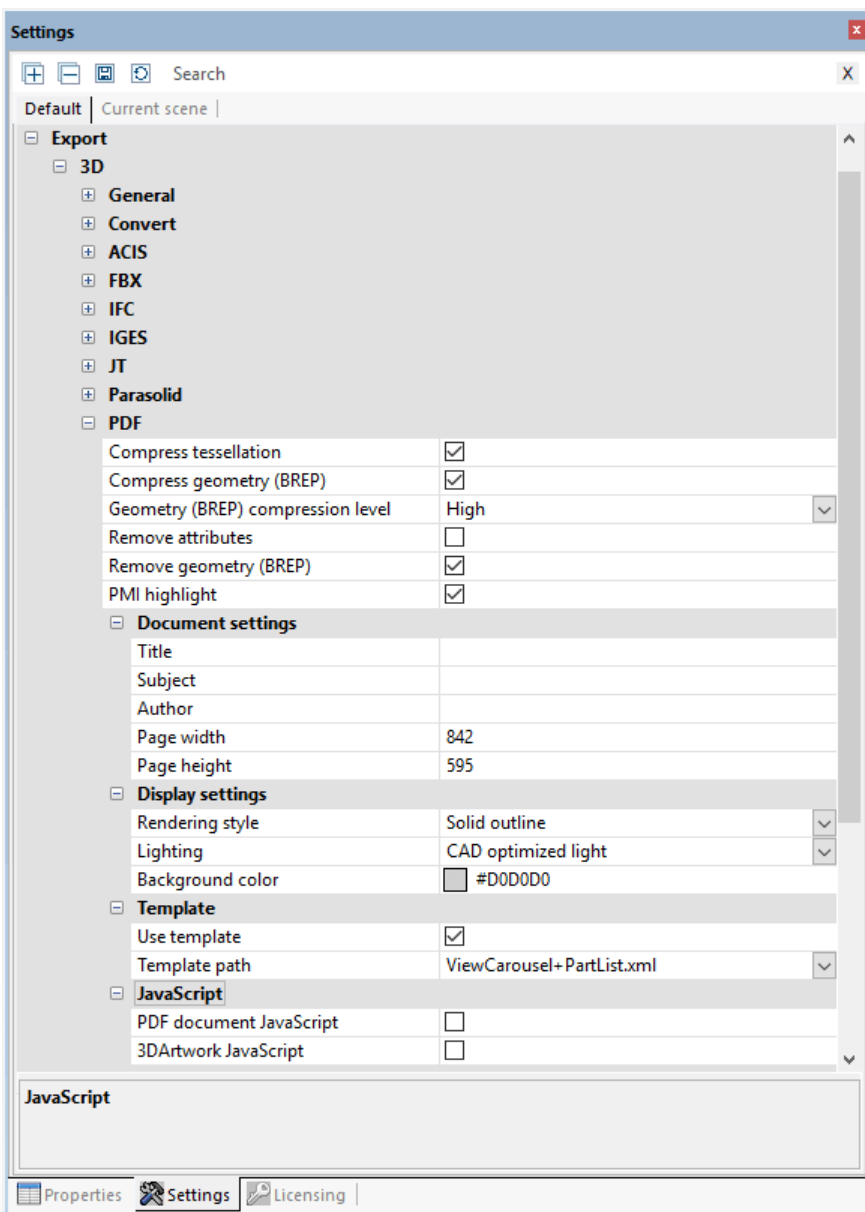 Settings
Search X
Default Current scene
Export
3D
General
Convert
ACIS
FBX
IFC
IGES
JT
Parasolid
PDF
Compress tessellation
Compress geometry (BREP)
Geometry (BREP) compression level High
Remove attributes
Remove geometry (BREP)
PMI highlight
Document settings
Title
Subject
Author
Page width 842
Page height 595
Display settings
Rendering style Solid outline
Lighting CAD optimized light
Background color #D0D0D0
Template
Use template
Template path ViewCarousel+PartList.xml
JavaScript
PDF document JavaScript
3DArtwork JavaScript
JavaScript
Properties Settings Licensing